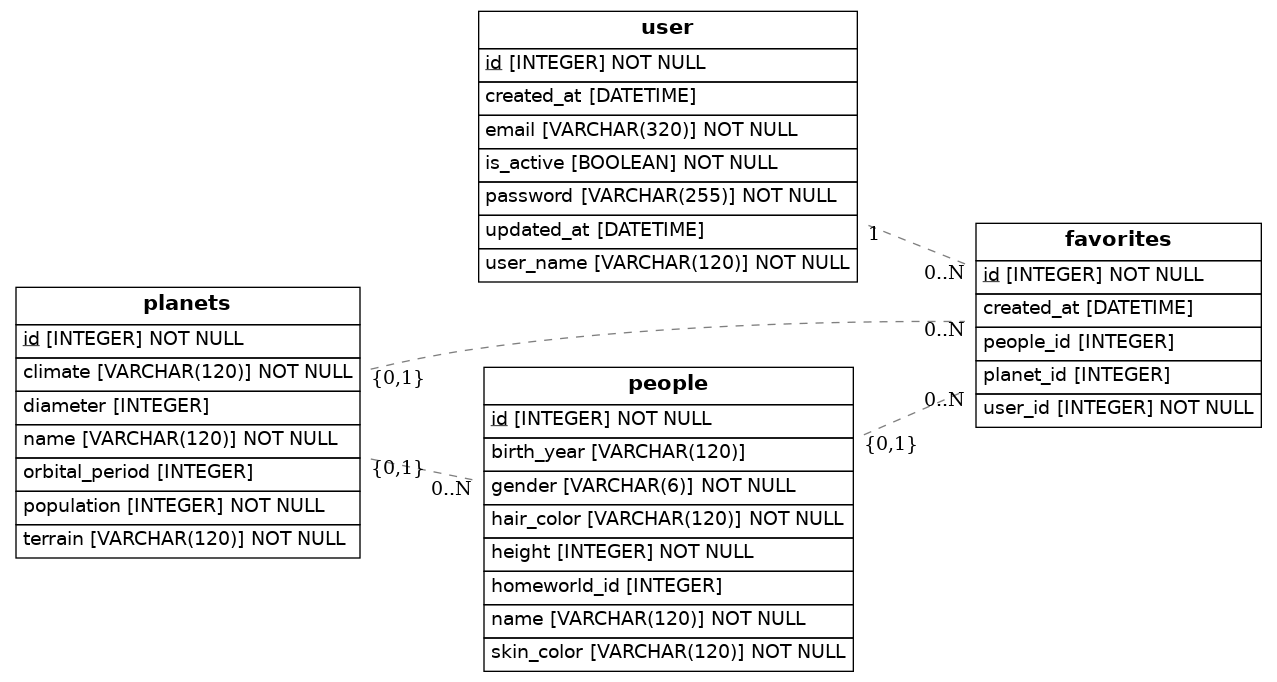 user
id [INTEGER] NOT NULL
created_at [DATETIME]
email [VARCHAR(320)] NOT NULL
is_active [BOOLEAN] NOT NULL
password [VARCHAR(255)] NOT NULL
updated_at [DATETIME]
user_name [VARCHAR(120)] NOT NULL
1
0..N
favorites
id [INTEGER] NOT NULL
created_at [DATETIME]
people_id [INTEGER]
planet_id [INTEGER]
user_id [INTEGER] NOT NULL
0..N
{0,1}
0..N
{0,1}
planets
id [INTEGER] NOT NULL
climate [VARCHAR(120)] NOT NULL
diameter [INTEGER]
name [VARCHAR(120)] NOT NULL
orbital_period [INTEGER]
population [INTEGER] NOT NULL
terrain [VARCHAR(120)] NOT NULL
{0,1}
0..N
people
id [INTEGER] NOT NULL
birth_year [VARCHAR(120)]
gender [VARCHAR(6)] NOT NULL
hair_color [VARCHAR(120)] NOT NULL
height [INTEGER] NOT NULL
homeworld_id [INTEGER]
name [VARCHAR(120)] NOT NULL
skin_color [VARCHAR(120)] NOT NULL